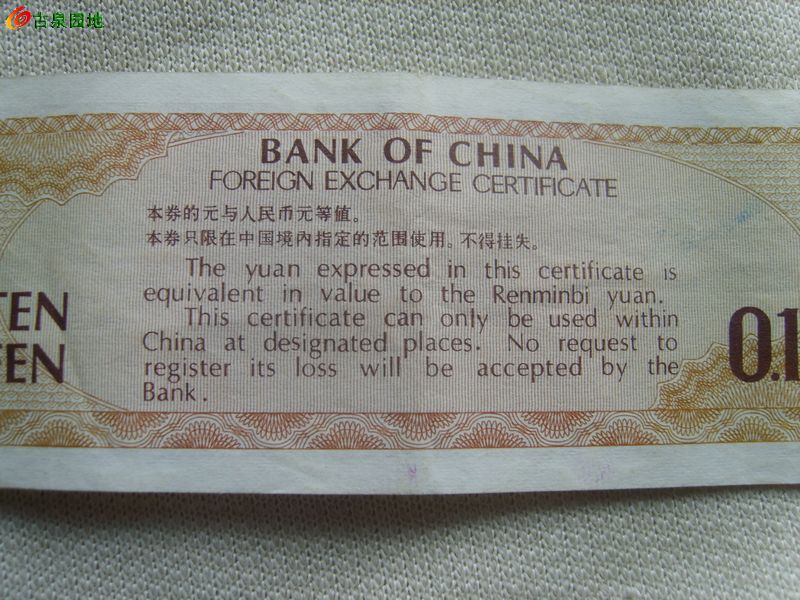 古泉园地
BANK OF CHINA
FOREIGN EXCHANGE CERTIFICATE
本券的元与人民币元等值。
本券只限在中国境内指定的范围使用。不得挂失。
The yuan expressed in this certificate is
equivalent in value to the Renminbi yuan.
This certificate can only be used within
China at designated places. No request to
register its loss will be accepted by the
Bank.
TEN
TEN
0.1